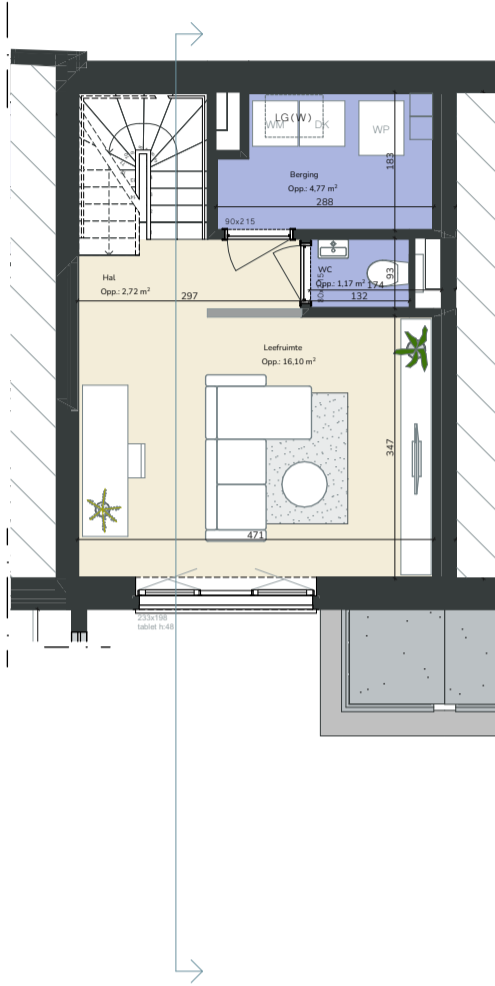 LG(W)
WM
DK
WP
183
Berging
Opp.: 4,77 m²
288
90x215
WC
Opp.: 1,17 m²
174
132
93
Hal
Opp.: 2,72 m²
297
Leefruimte
Opp.: 16,10 m²
347
471
233x198
tablet h:48